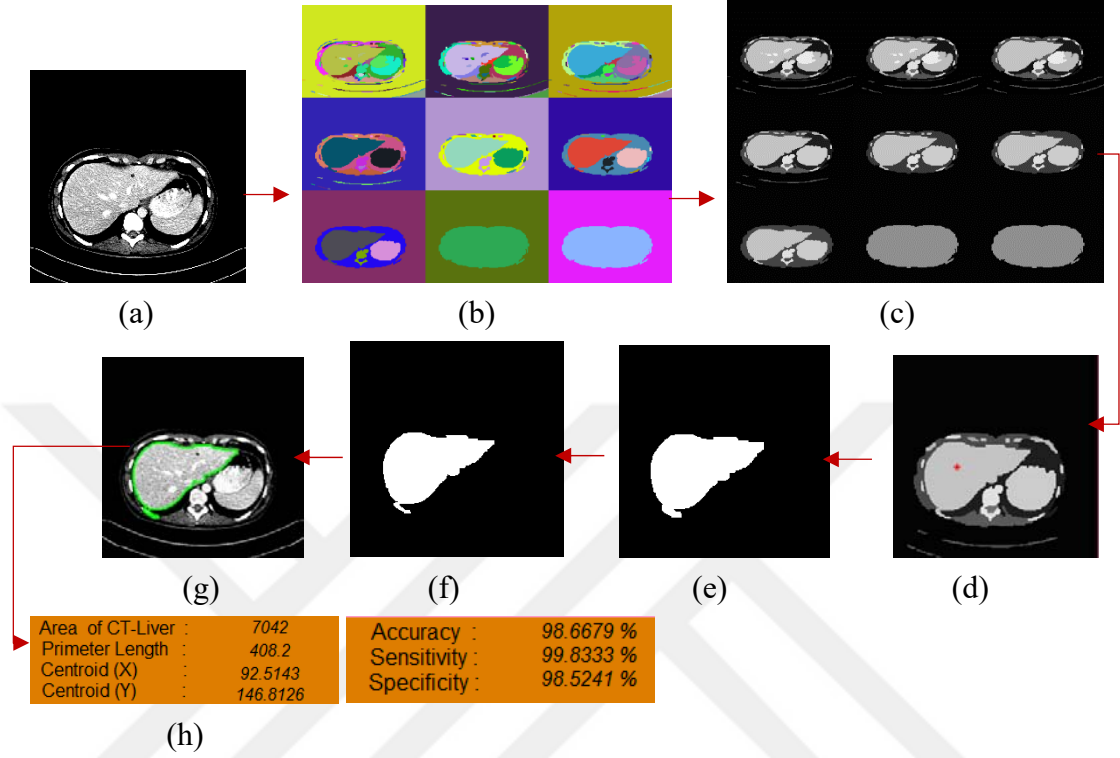 (a)
(b)
(c)
(g)
(f)
(e)
(d)
Area of CT-Liver : 7042
Primeter Length : 408.2
Centroid (X) : 92.5143
Centroid (Y) : 146.8126
Accuracy : 98.6679 %
Sensitivity : 99.8333 %
Specificity : 98.5241 %
(h)